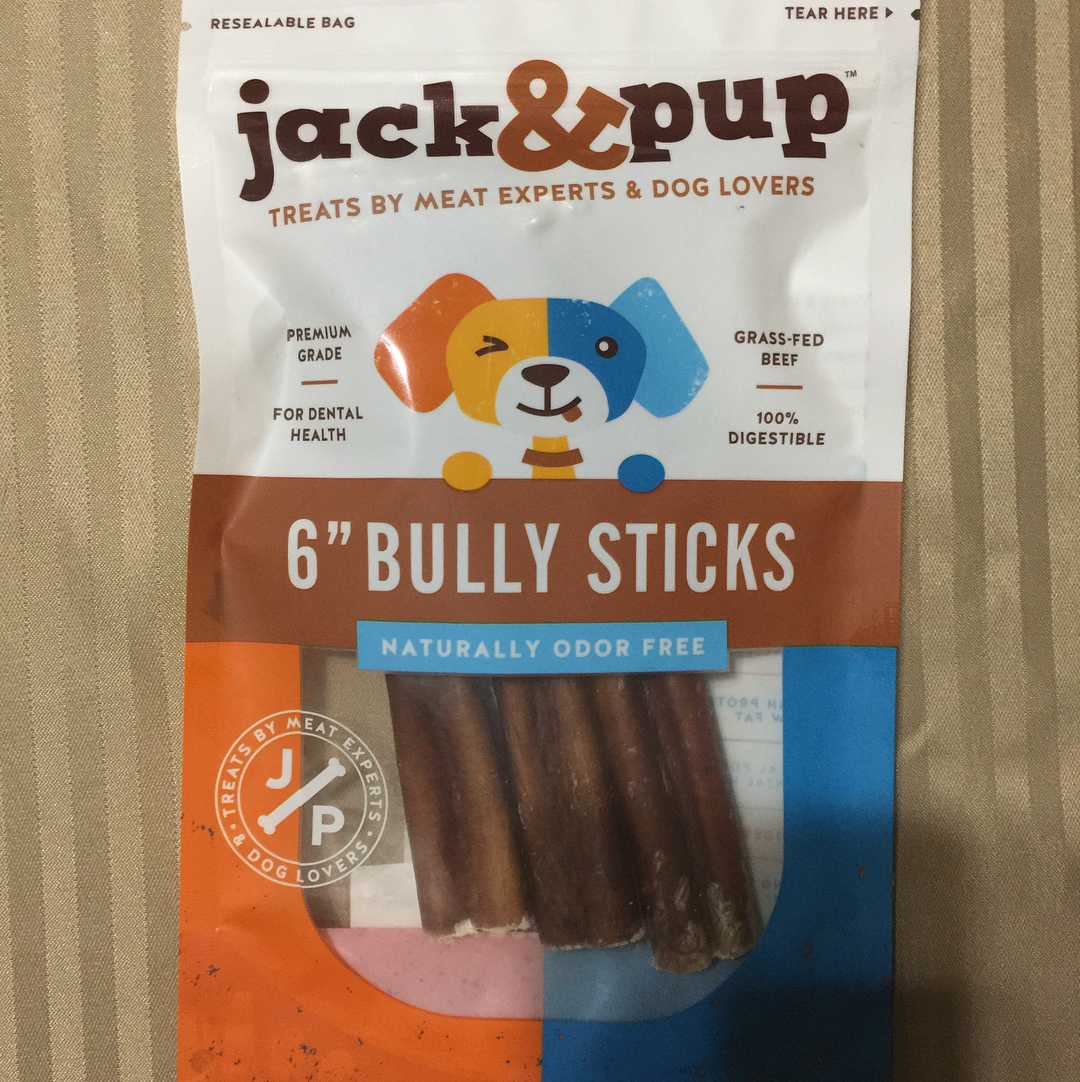 RESEALABLE BAG
TEAR HERE
jack&pup™
TREATS BY MEAT EXPERTS & DOG LOVERS
PREMIUM
GRADE
FOR DENTAL
HEALTH
GRASS-FED
BEEF
100%
DIGESTIBLE
6” BULLY STICKS
NATURALLY ODOR FREE
TREATS BY MEAT EXPERTS
J
P
& DOG LOVERS